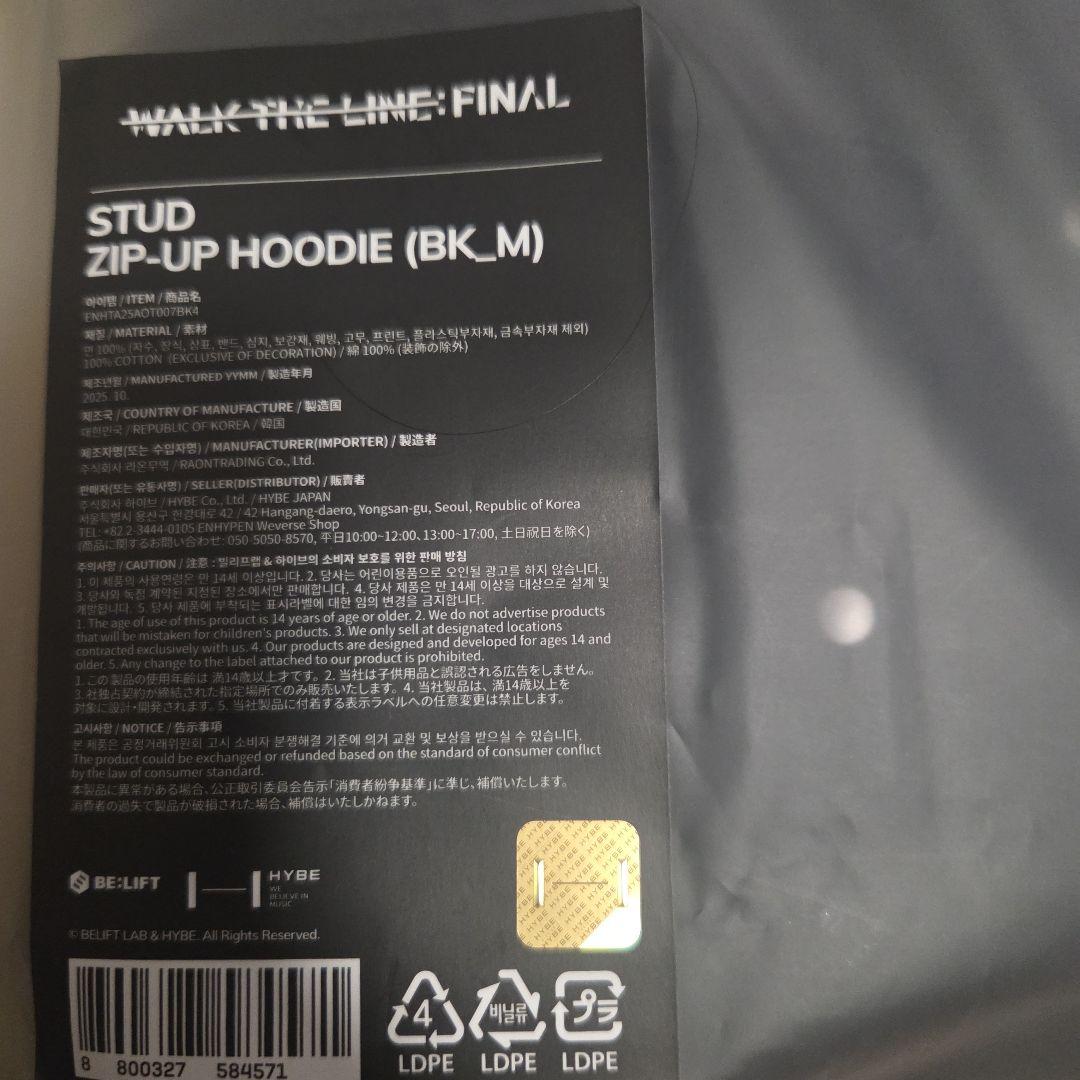 WALK THE LINE: FINAL
STUD
ZIP-UP HOODIE (BK_M)
아이템 / ITEM / 商品名
ENHTA25AOT007BK4
재질 / MATERIAL / 素材
면 100% (자수, 장식, 상표, 밴드, 심지, 보강재, 웨빙, 고무, 프린트, 플라스틱부자재, 금속부자재 제외)
100% COTTON (EXCLUSIVE OF DECORATION) / 綿 100% (装飾の除外)
제조년월 / MANUFACTURED YYMM / 製造年月
2025. 10.
제조국 / COUNTRY OF MANUFACTURE / 製造国
대한민국 / REPUBLIC OF KOREA / 韓国
제조자명(또는 수입자명) / MANUFACTURER(IMPORTER) / 製造者
주식회사 라온무역 / RAONTRADING Co., Ltd.
판매자(또는 유통사명) / SELLER(DISTRIBUTOR) / 販売者
주식회사 하이브 / HYBE Co., Ltd. / HYBE JAPAN
서울특별시 용산구 한강대로 42 / 42 Hangang-daero, Yongsan-gu, Seoul, Republic of Korea
TEL: +82.2-3444-0105 ENHYPEN Weverse Shop
(商品に関するお問い合わせ: 050-5050-8570, 平日10:00~12:00、13:00~17:00, 土日祝日を除く)
주의사항 / CAUTION / 注意 : 빌리프랩 & 하이브의 소비자 보호를 위한 판매 방침
1. 이 제품의 사용연령은 만 14세 이상입니다. 2. 당사는 어린이용품으로 오인될 광고를 하지 않습니다.
3. 당사와 독점 계약된 지정된 장소에서만 판매합니다. 4. 당사 제품은 만 14세 이상을 대상으로 설계 및
개발됩니다. 5. 당사 제품에 부착되는 표시라벨에 대한 임의 변경을 금지합니다.
1. The age of use of this product is 14 years of age or older. 2. We do not advertise products
that will be mistaken for children's products. 3. We only sell at designated locations
contracted exclusively with us. 4. Our products are designed and developed for ages 14 and
older. 5. Any change to the label attached to our product is prohibited.
1. この製品の使用年齢は 満14歳以上才です。2. 当社は子供用品と誤認される広告をしません。
3. 社独占契約が締結された指定場所でのみ販売いたします。4. 当社製品は、満14歳以上を
対象に設計・開発されます。5. 当社製品に付着する表示ラベルへの任意変更は禁止します。
고시사항 / NOTICE / 告示事項
본 제품은 공정거래위원회 고시 소비자 분쟁해결 기준에 의거 교환 및 보상을 받으실 수 있습니다.
The product could be exchanged or refunded based on the standard of consumer conflict
by the law of consumer standard.
本製品に異常がある場合、公正取引委員会告示「消費者紛争基準」に準じ、補償いたします。
消費者の過失で製品が破損された場合、補償はいたしかねます。
BE:LIFT HYBE
WE
BELIEVE IN
MUSIC
© BELIFT LAB & HYBE. All Rights Reserved.
8 800327 584571
4 비닐류 プラ
LDPE LDPE LDPE